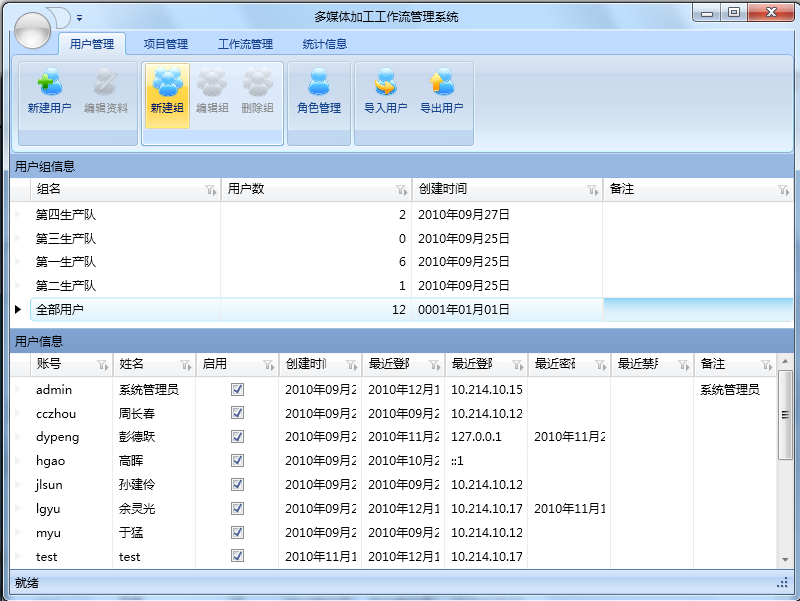 多媒体加工工作流管理系统
用户管理 项目管理 工作流管理 统计信息
新建用户 编辑资料 新建组 编辑组 删除组 角色管理 导入用户 导出用户
用户组信息
组名 用户数 创建时间 备注
第四生产队 2 2010年09月27日
第三生产队 0 2010年09月25日
第一生产队 6 2010年09月25日
第二生产队 1 2010年09月25日
全部用户 12 0001年01月01日
用户信息
账号 姓名 启用 创建时 最近登 最近登 最近密 最近禁 备注
admin 系统管理员 2010年09月2 2010年12月1 10.214.10.15 系统管理员
cczhou 周长春 2010年09月2 2010年09月2 10.214.10.12
dypeng 彭德跃 2010年09月2 2010年11月2 127.0.0.1 2010年11月2
hgao 高晖 2010年09月2 2010年10月2 ::1
jlsun 孙建伶 2010年09月2 2010年09月2 10.214.10.12
lgyu 余灵光 2010年09月2 2010年12月1 10.214.10.17 2010年11月1
myu 于猛 2010年09月2 2010年09月2 10.214.10.12
test test 2010年11月1 2010年12月1 10.214.10.17
就绪